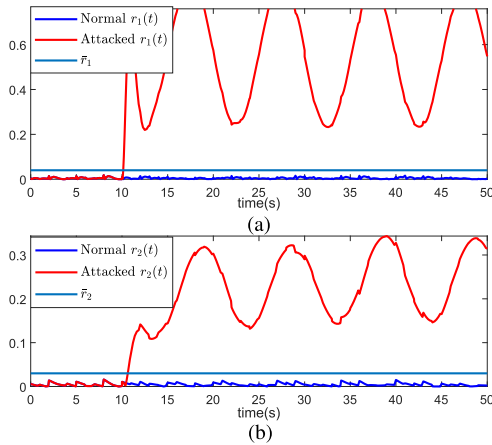 0.6
0.4
0.2
0
Normal r₁(t)
Attacked r₁(t)
r̄₁
0 5 10 15 20 25 30 35 40 45 50
time(s)
(a)
0.3
0.2
0.1
0
Normal r₂(t)
Attacked r₂(t)
r̄₂
0 5 10 15 20 25 30 35 40 45 50
time(s)
(b)